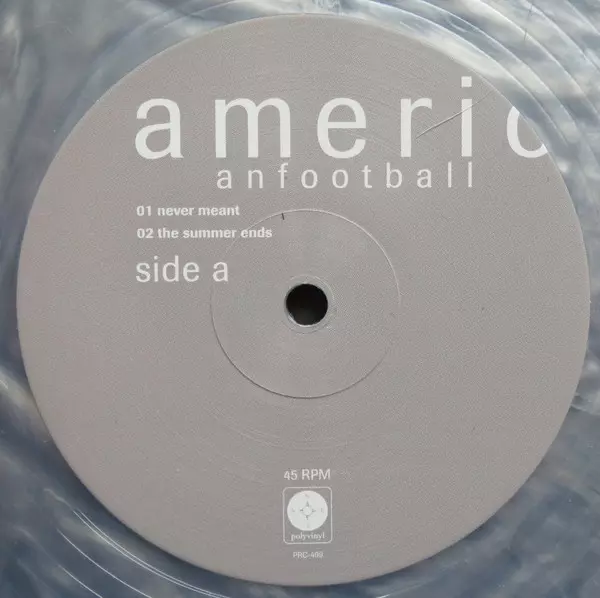 americ
anfootball
01 never meant
02 the summer ends
side a
45 RPM
polyvinyl